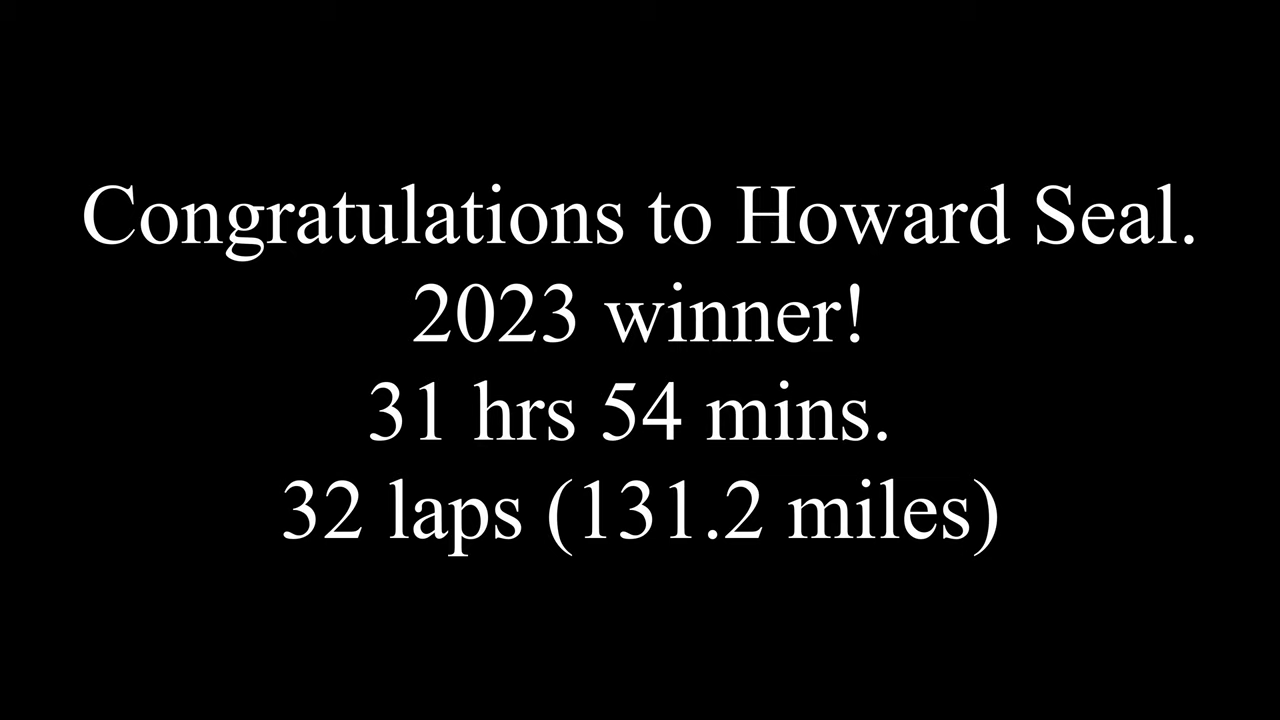 Congratulations to Howard Seal.
2023 winner!
31 hrs 54 mins.
32 laps (131.2 miles)